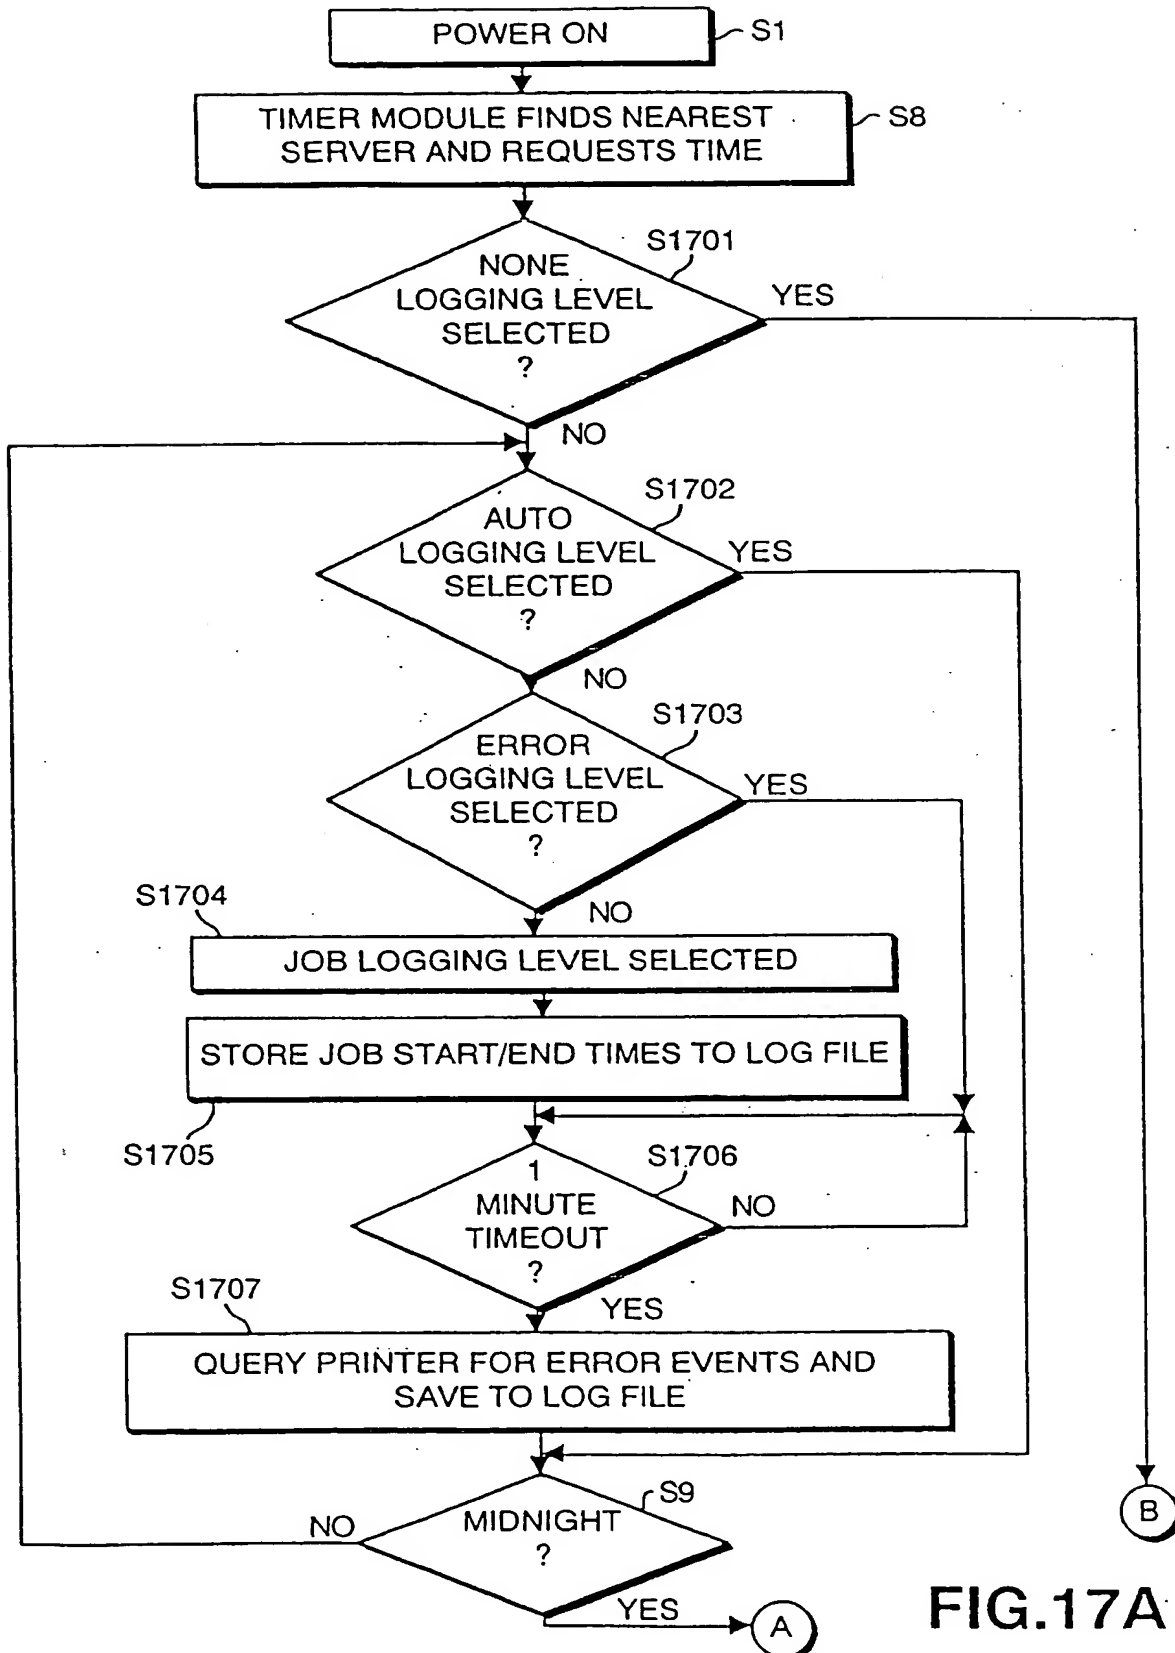 POWER ON
S1
TIMER MODULE FINDS NEAREST
SERVER AND REQUESTS TIME
S8
S1701
NONE
LOGGING LEVEL
SELECTED
?
YES
NO
S1702
AUTO
LOGGING LEVEL
SELECTED
?
YES
NO
S1703
ERROR
LOGGING LEVEL
SELECTED
?
YES
NO
S1704
JOB LOGGING LEVEL SELECTED
STORE JOB START/END TIMES TO LOG FILE
S1705
S1706
1
MINUTE
TIMEOUT
?
NO
YES
S1707
QUERY PRINTER FOR ERROR EVENTS AND
SAVE TO LOG FILE
S9
MIDNIGHT
?
NO
YES
A
B
FIG.17A